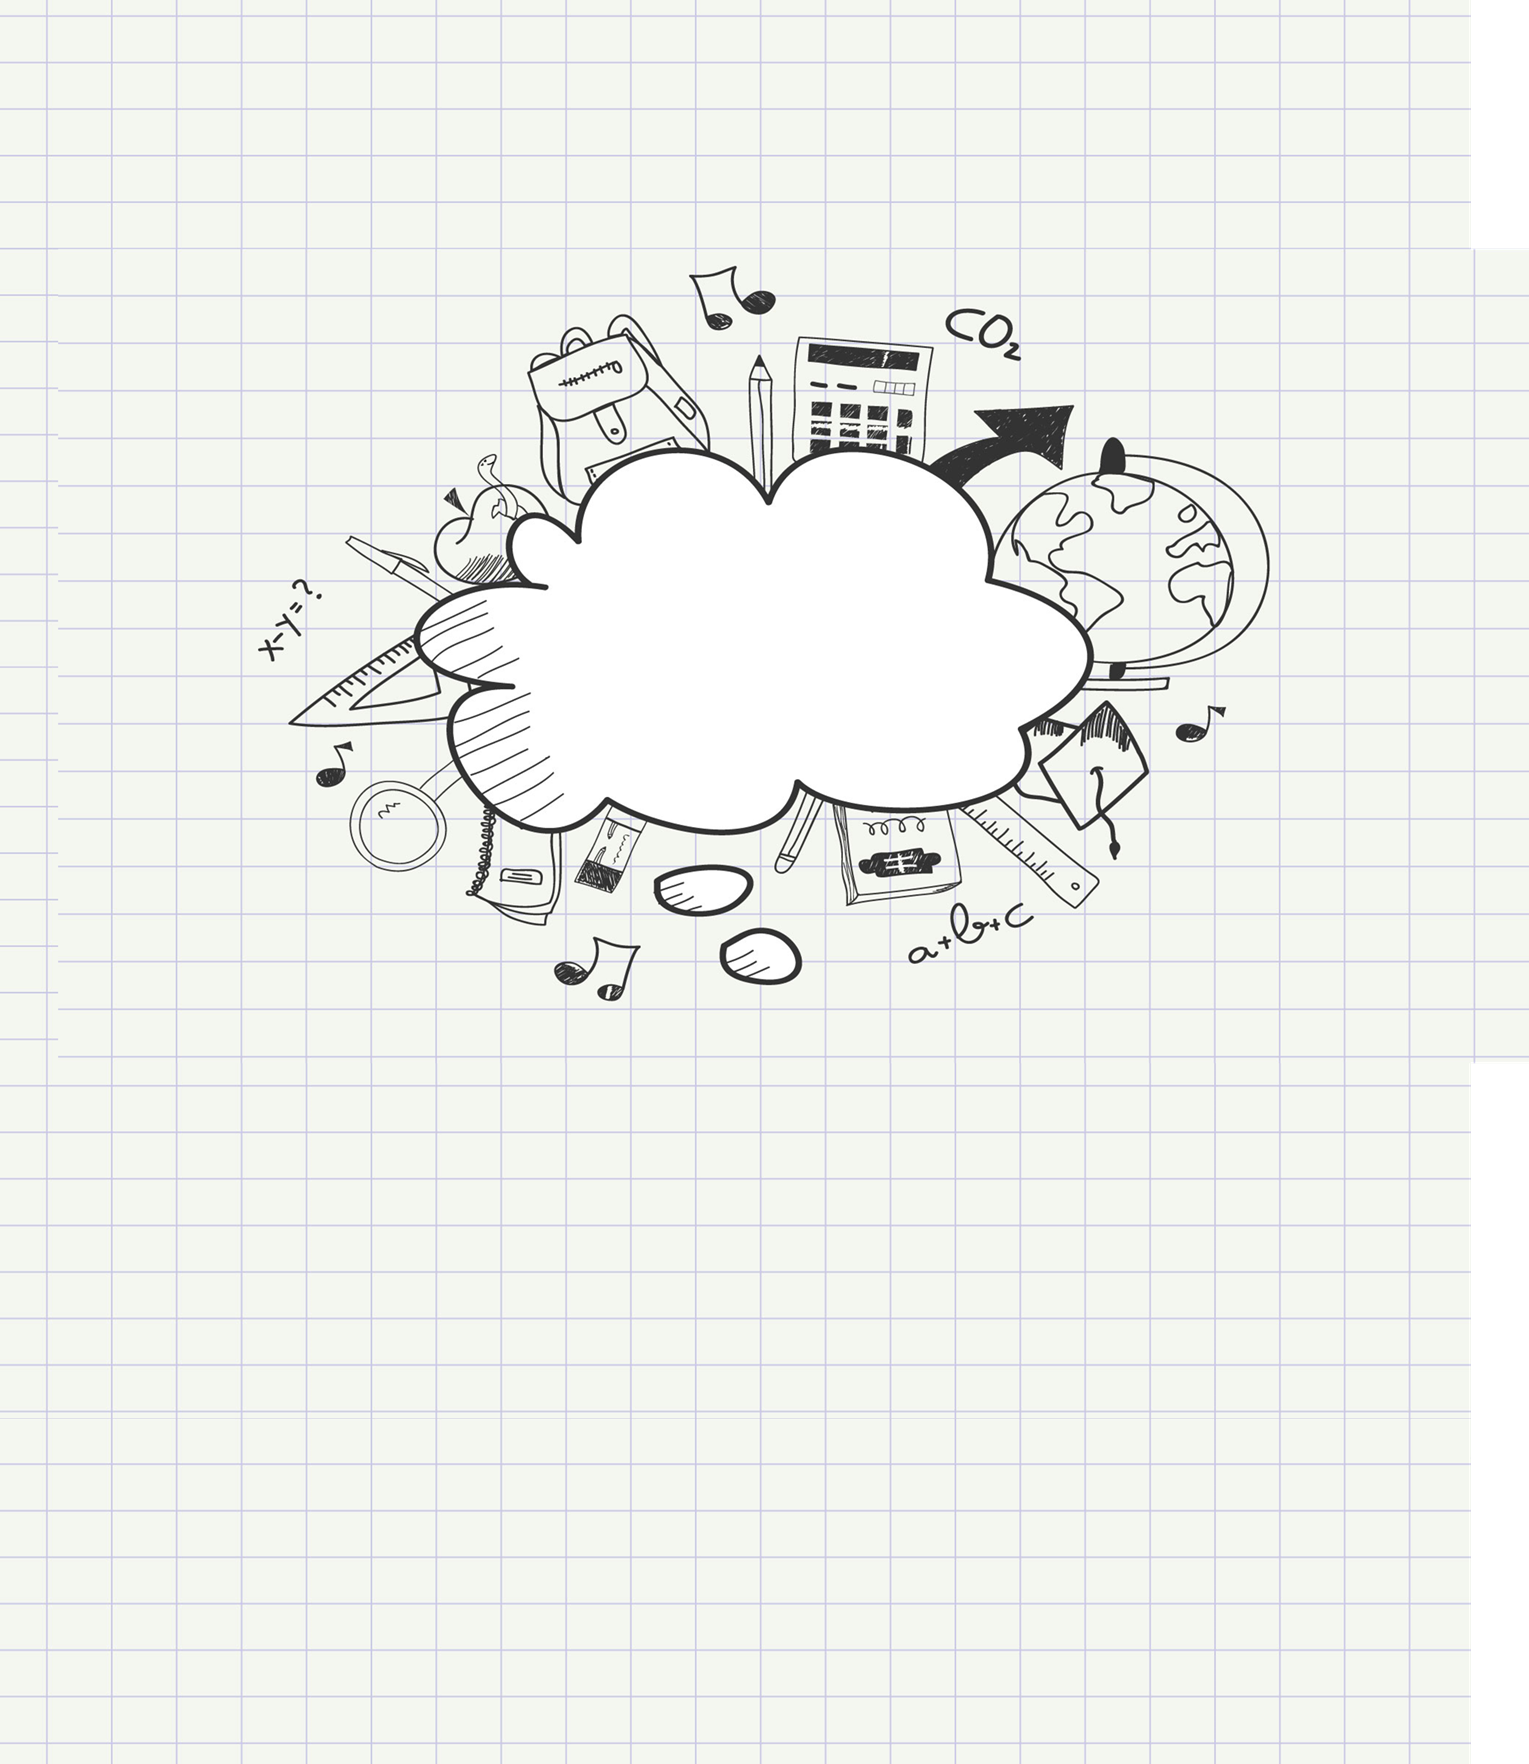 CO₂
x-y=?
a+b+c